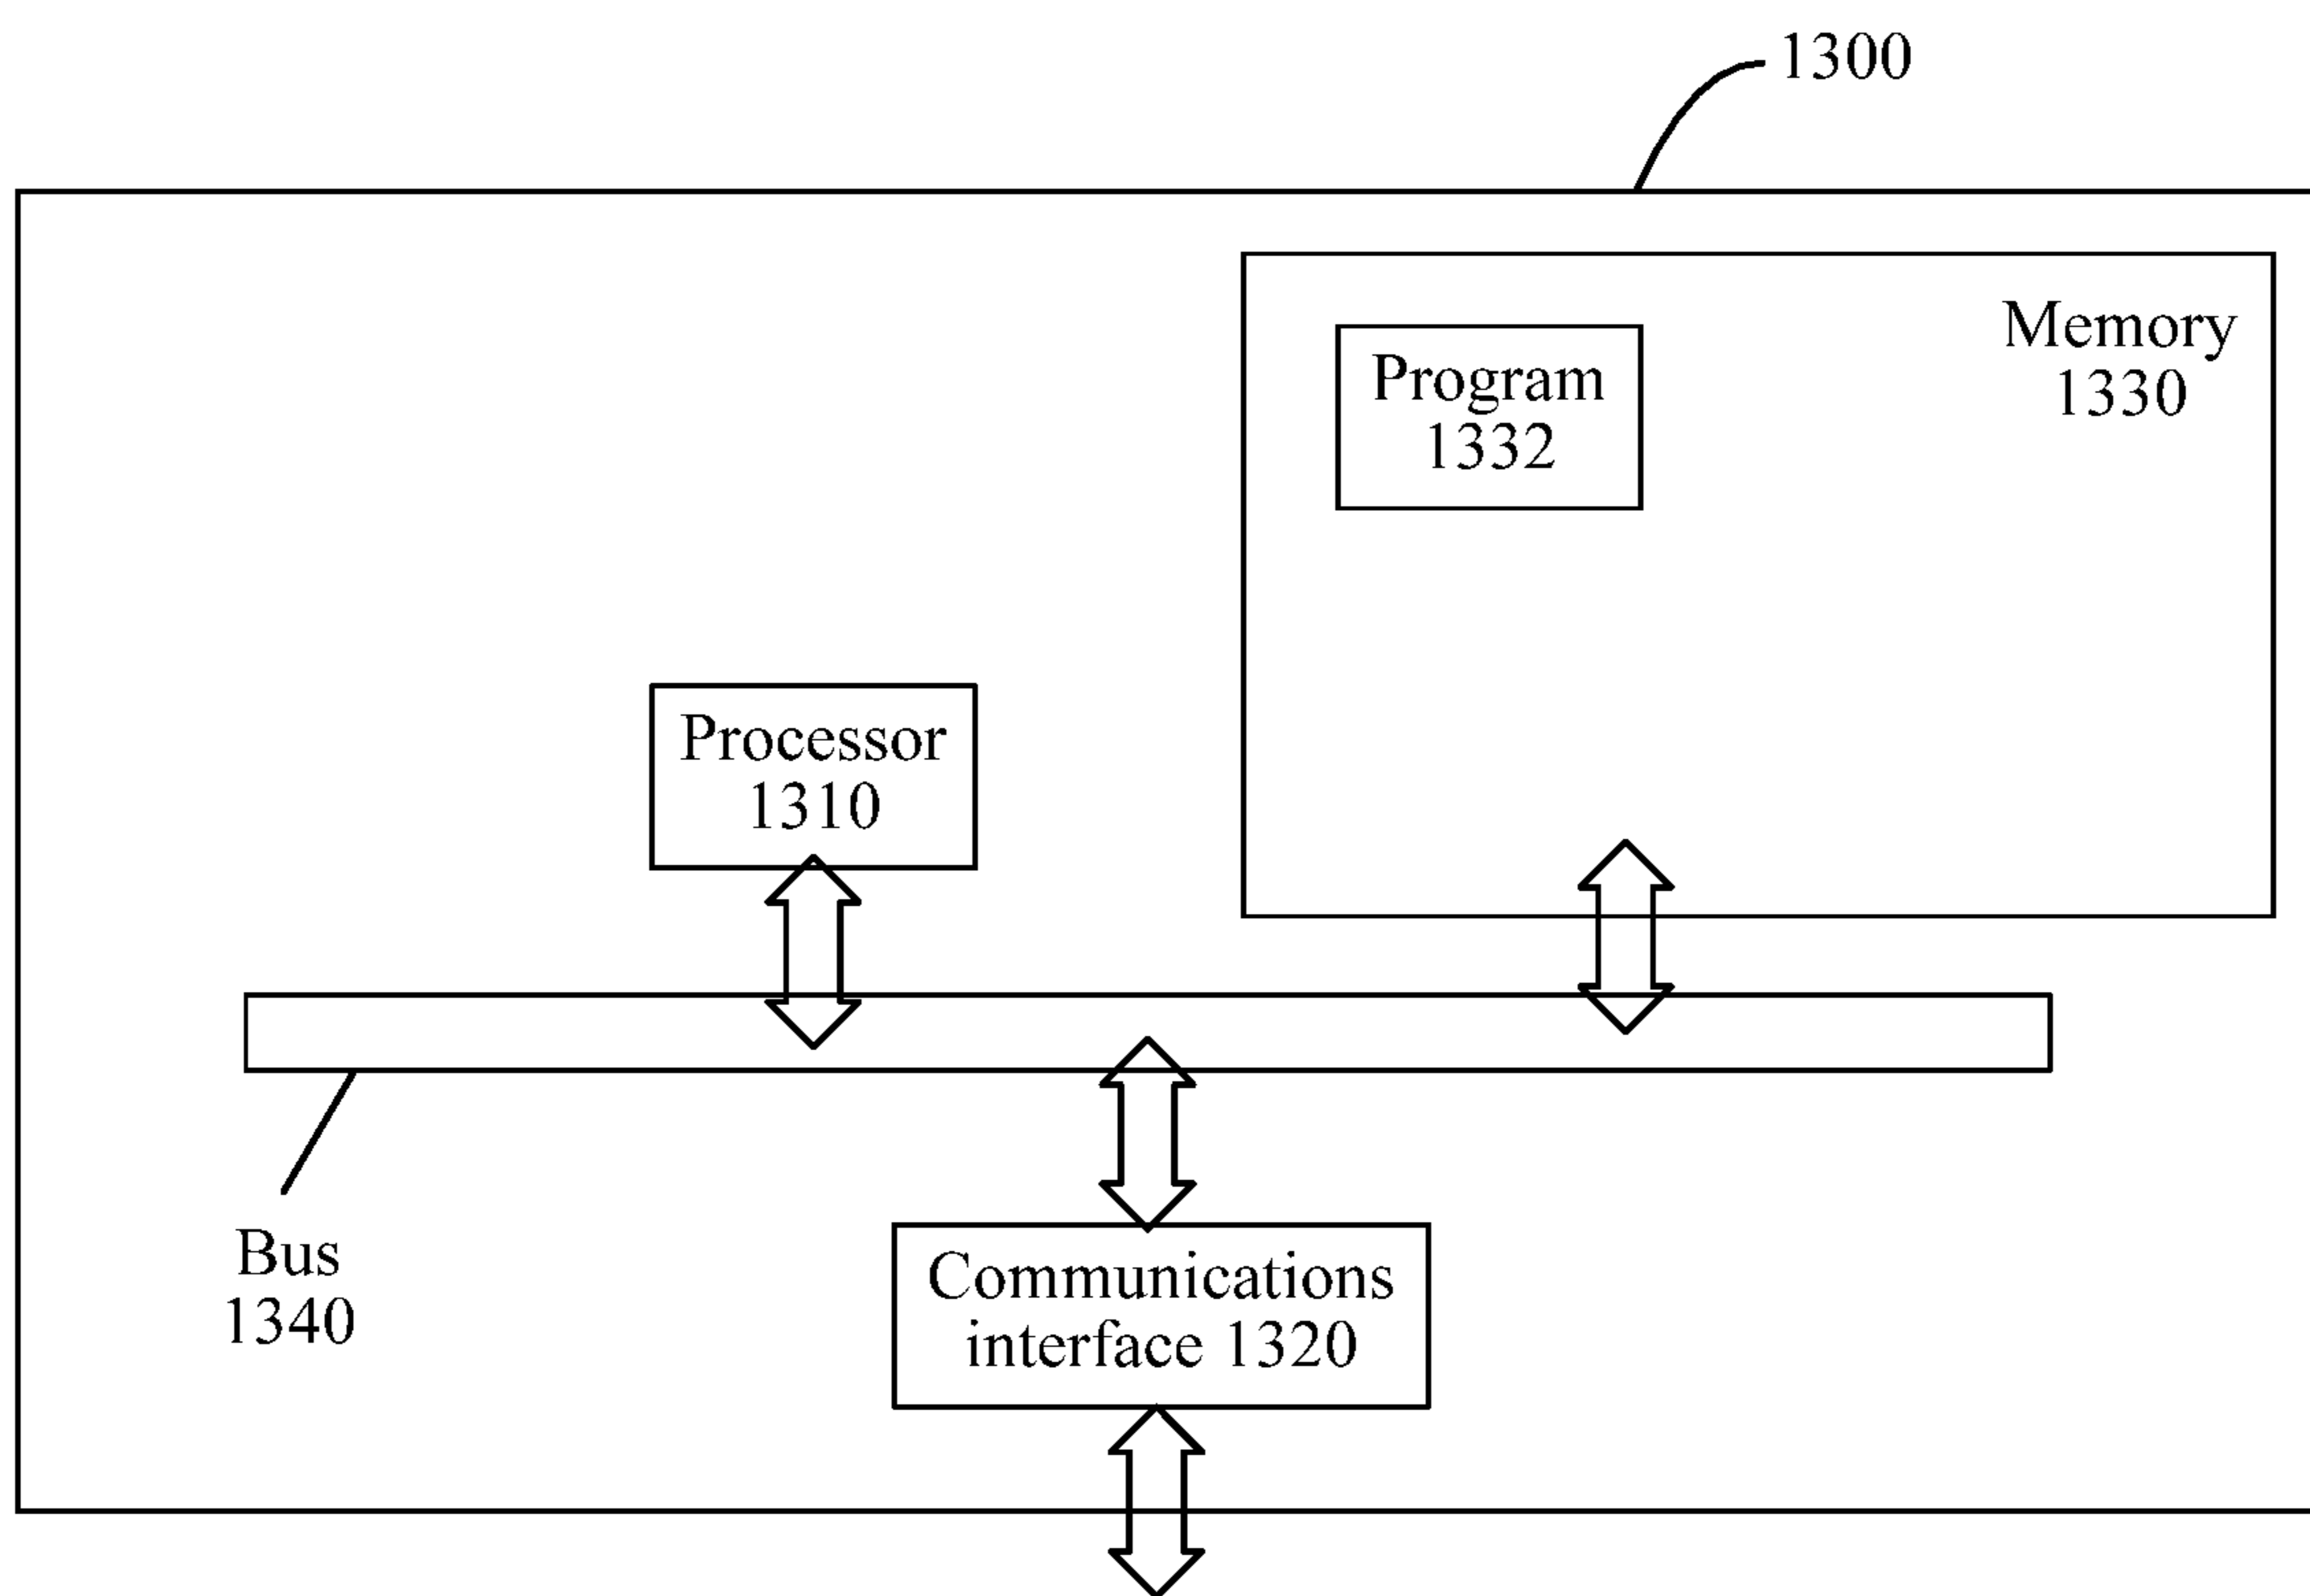 1300
Memory
1330
Program
1332
Processor
1310
Bus
1340
Communications
interface 1320